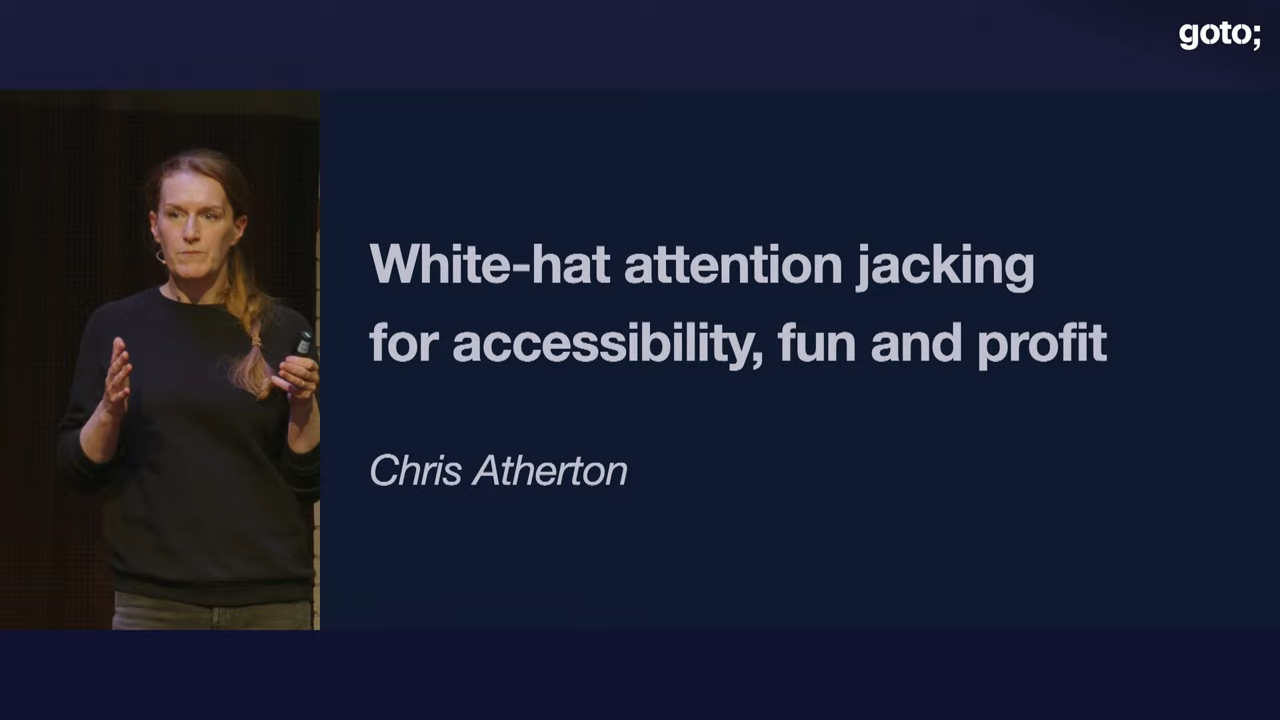 goto;
White-hat attention jacking
for accessibility, fun and profit
Chris Atherton